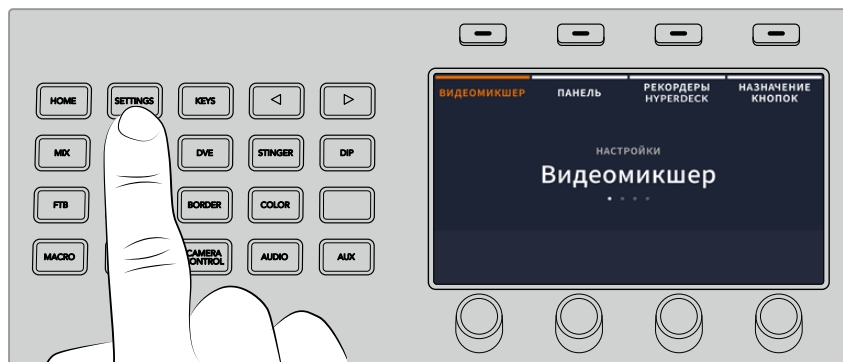 ВИДЕОМИКШЕР
ПАНЕЛЬ
РЕКОРДЕРЫ
HYPERDECK
НАЗНАЧЕНИЕ
КНОПОК
НАСТРОЙКИ
Видеомикшер
HOME
SETTINGS
KEYS
MIX
DVE
STINGER
DIP
FTB
BORDER
COLOR
MACRO
CAMERA
CONTROL
AUDIO
AUX